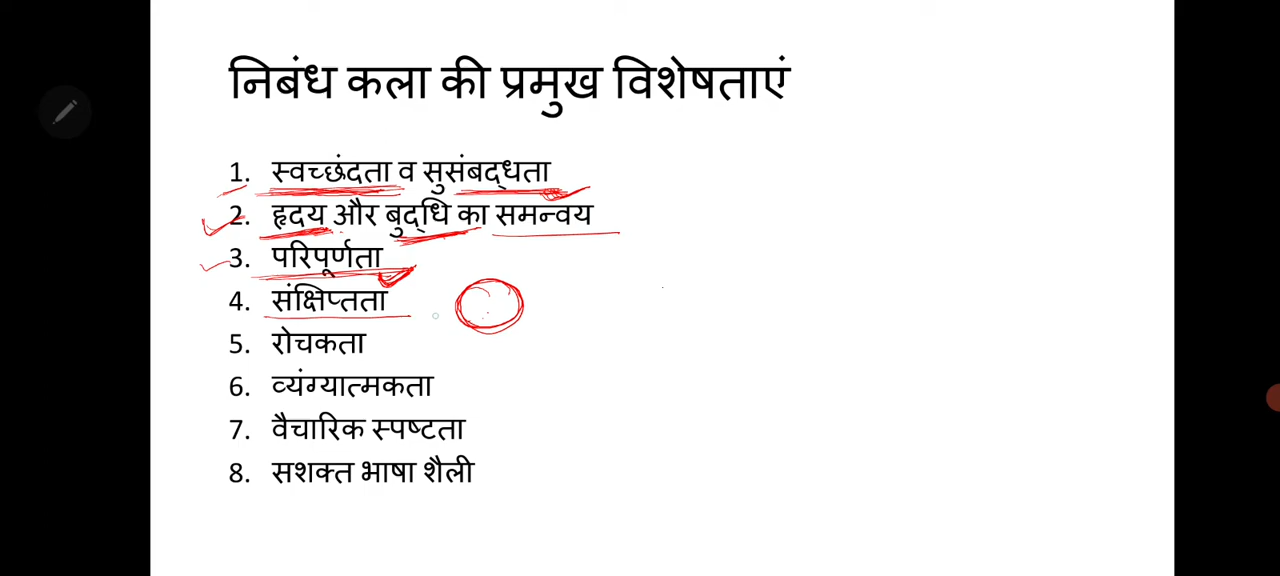 निबंध कला की प्रमुख विशेषताएं
1. स्वच्छंदता व सुसंबद्धता
2. हृदय और बुद्धि का समन्वय
3. परिपूर्णता
4. संक्षिप्तता
5. रोचकता
6. व्यंग्यात्मकता
7. वैचारिक स्पष्टता
8. सशक्त भाषा शैली